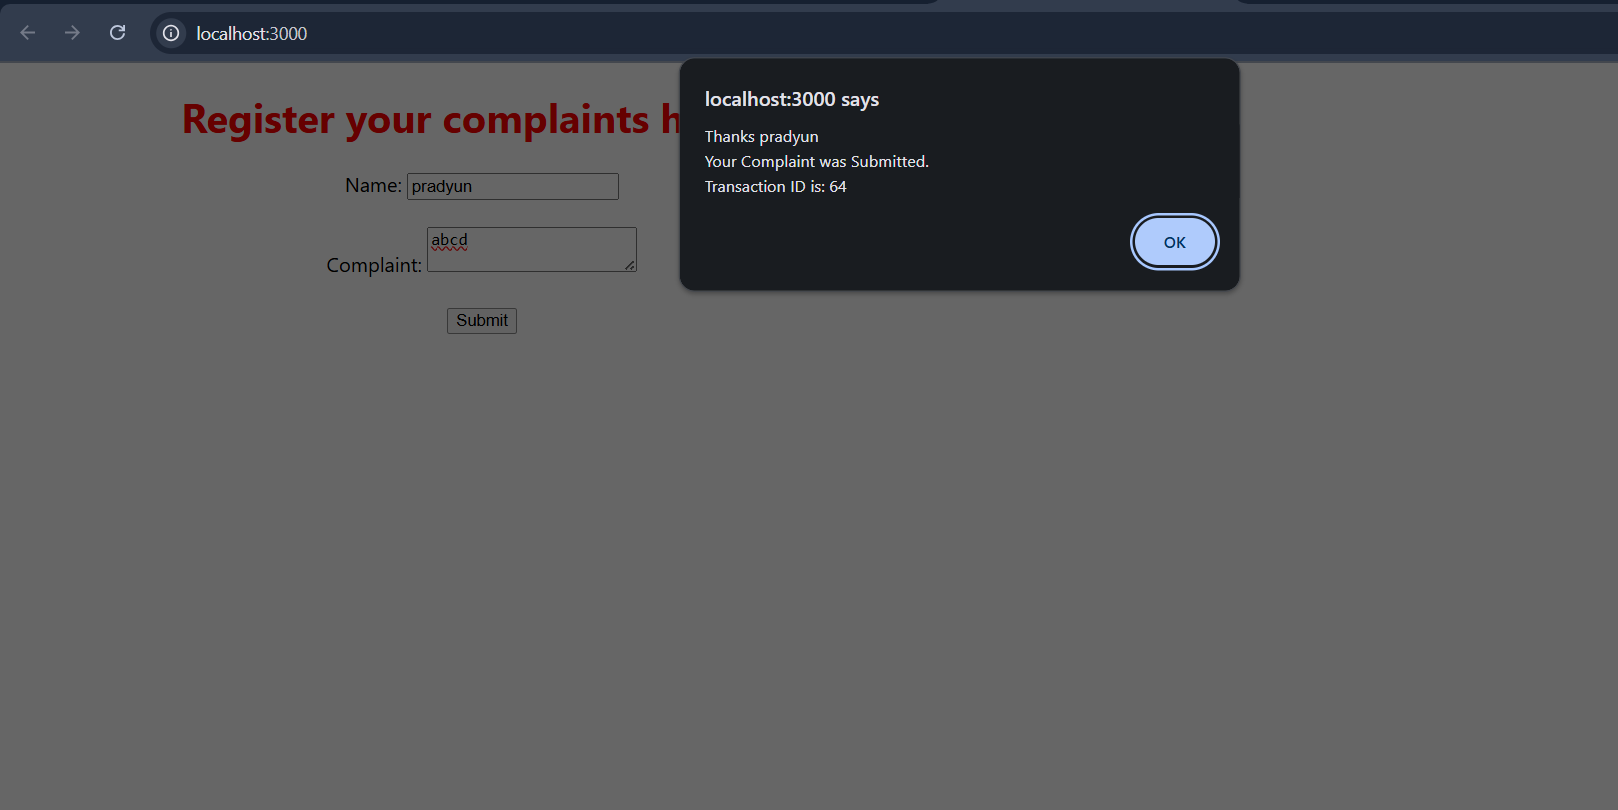 localhost:3000
localhost:3000 says
Thanks pradyun
Your Complaint was Submitted.
Transaction ID is: 64
OK
Register your complaints
Name: pradyun
Complaint: abcd
Submit